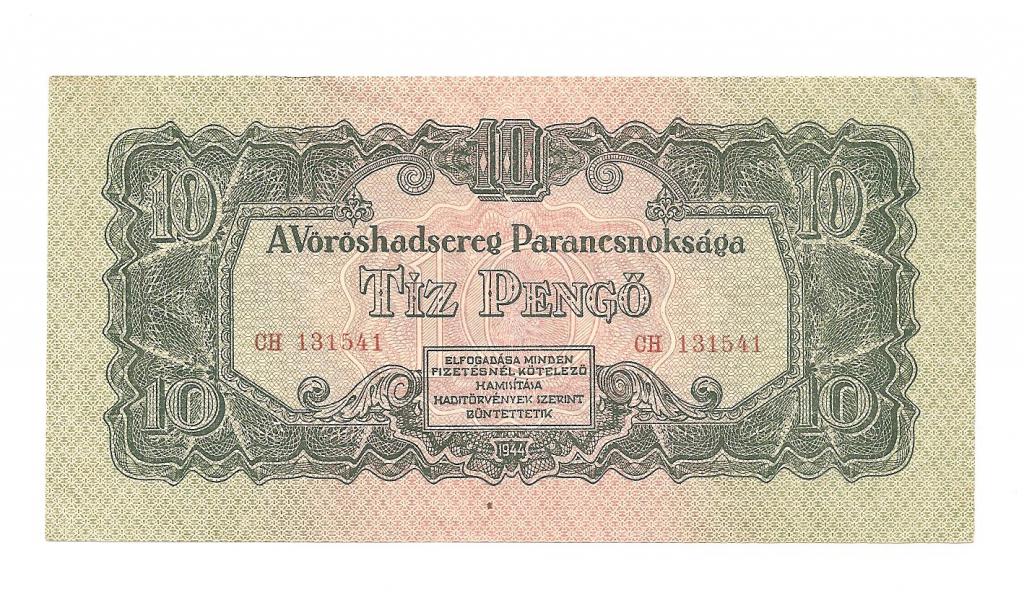 10
10 10
A Vöröshadsereg Parancsnoksága
TÍZ PENGŐ
CH 131541 CH 131541
ELFOGADÁSA MINDEN
FIZETÉSNÉL KÖTELEZŐ
HAMISÍTÁSA
HADITÖRVÉNYEK SZERINT
BÜNTETTETIK
10 10
1944